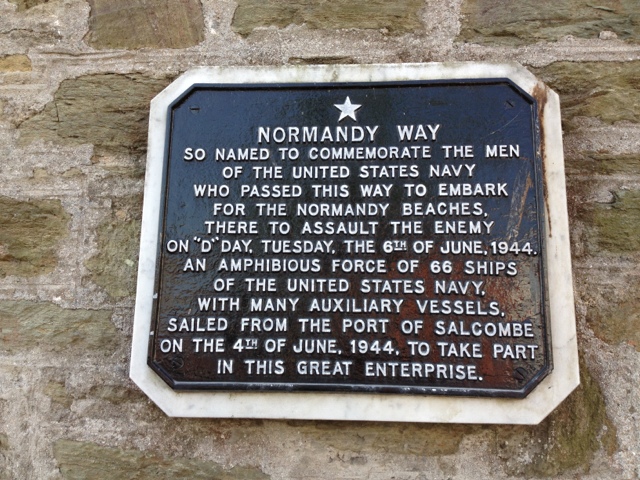 NORMANDY WAY
SO NAMED TO COMMEMORATE THE MEN
OF THE UNITED STATES NAVY
WHO PASSED THIS WAY TO EMBARK
FOR THE NORMANDY BEACHES,
THERE TO ASSAULT THE ENEMY
ON "D" DAY, TUESDAY, THE 6TH OF JUNE, 1944.
AN AMPHIBIOUS FORCE OF 66 SHIPS
OF THE UNITED STATES NAVY,
WITH MANY AUXILIARY VESSELS,
SAILED FROM THE PORT OF SALCOMBE
ON THE 4TH OF JUNE, 1944, TO TAKE PART
IN THIS GREAT ENTERPRISE.